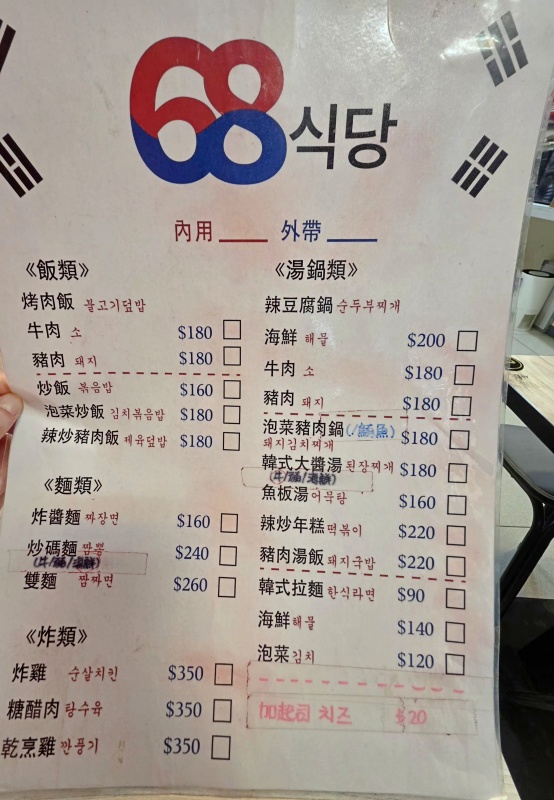 68식당
內用 外帶
《飯類》
烤肉飯 불고기덮밥
牛肉 소 $180
豬肉 돼지 $180
炒飯 볶음밥 $160
泡菜炒飯 김치볶음밥 $180
辣炒豬肉飯 제육덮밥 $180
《麵類》
炸醬麵 짜장면 $160
炒碼麵 짬뽕 $240
雙麵 짬짜면 $260
《炸類》
炸雞 순살치킨 $350
糖醋肉 탕수육 $350
乾烹雞 깐풍기 $350
《湯鍋類》
辣豆腐鍋 순두부찌개
海鮮 해물 $200
牛肉 소 $180
豬肉 돼지 $180
泡菜豬肉鍋 $180
돼지김치찌개
韓式大醬湯 된장찌개 $180
魚板湯 어묵탕 $160
辣炒年糕 떡볶이 $220
豬肉湯飯 돼지국밥 $220
韓式拉麵 한식라면 $90
海鮮 해물 $140
泡菜 김치 $120
加起司 치즈 $20